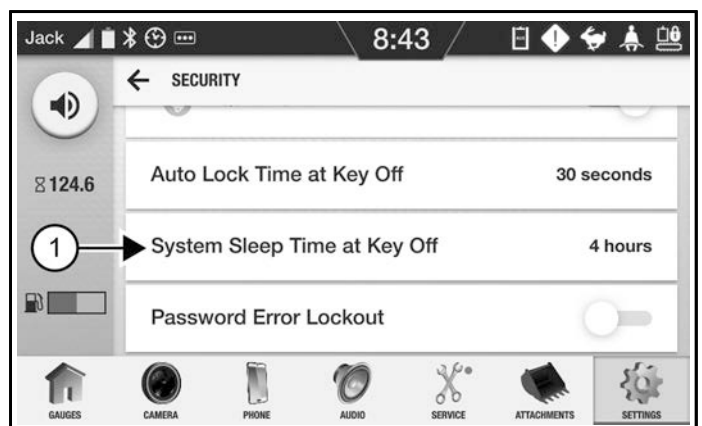 Jack 8:43
SECURITY
Auto Lock Time at Key Off 30 seconds
124.6
1 System Sleep Time at Key Off 4 hours
Password Error Lockout
GAUGES CAMERA PHONE AUDIO SERVICE ATTACHMENTS SETTINGS